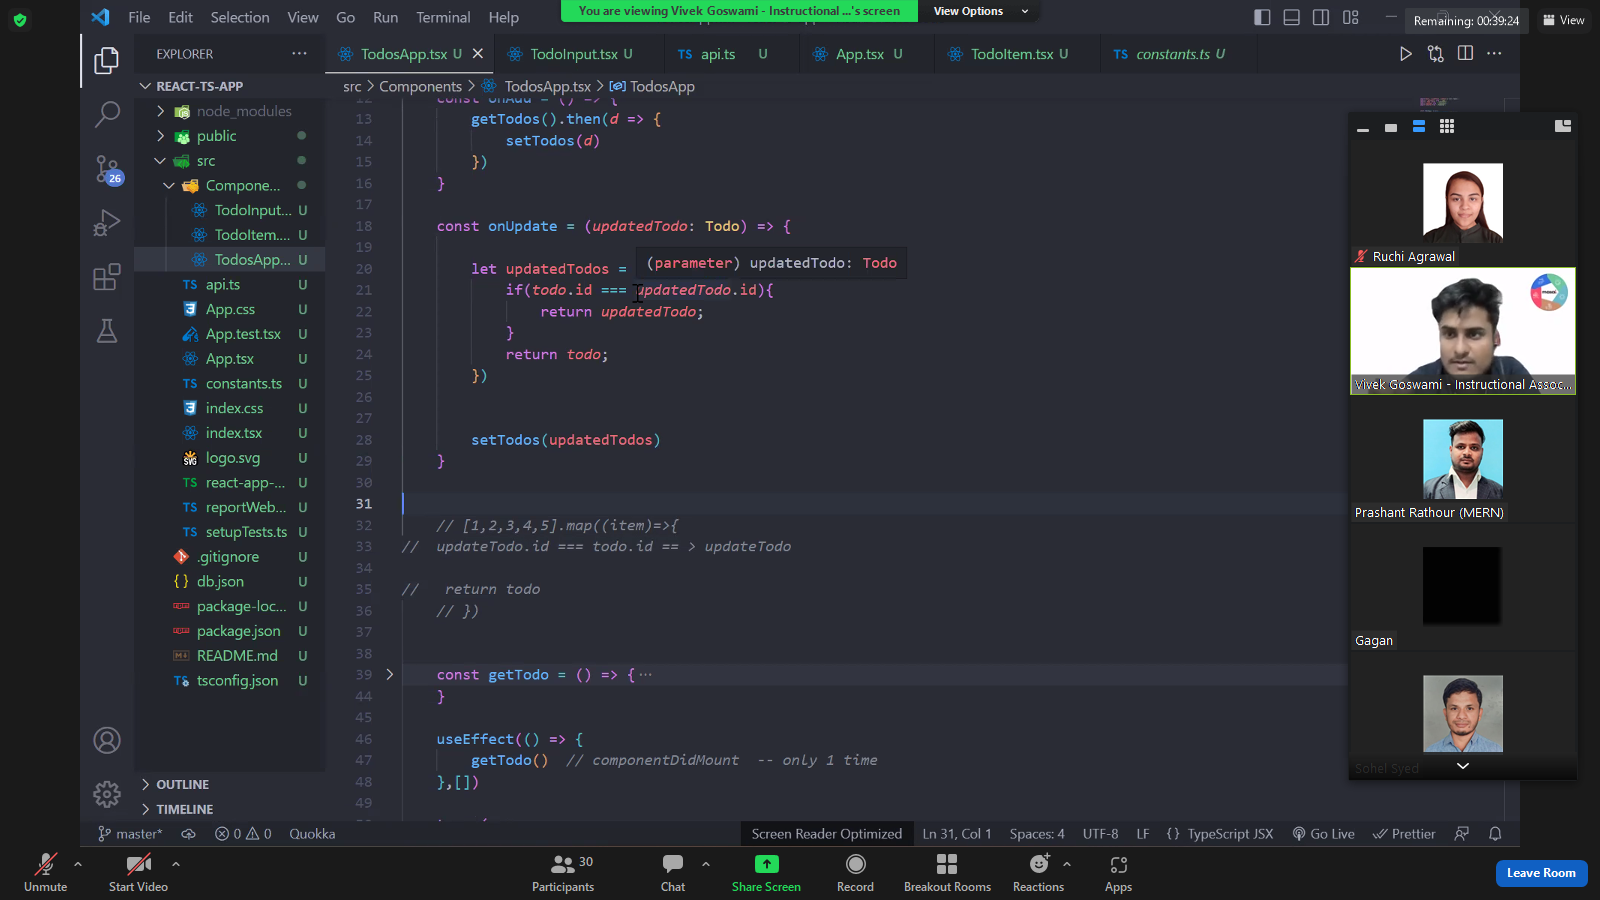 File Edit Selection View Go Run Terminal Help
You are viewing Vivek Goswami - Instructional ...'s screen
View Options
Remaining: 00:39:24
View
EXPLORER
TodosApp.tsx U
TodoInput.tsx U
TS api.ts U
App.tsx U
TodoItem.tsx U
TS constants.ts U
REACT-TS-APP
node_modules
public
src
Compone...
TodoInput... U
TodoItem.... U
TodosApp... U
TS api.ts U
App.css U
App.test.tsx U
App.tsx U
TS constants.ts U
index.css U
index.tsx U
SVG logo.svg U
TS react-app-... U
TS reportWeb... U
TS setupTests.ts U
.gitignore U
{} db.json U
package-loc... U
package.json U
README.md U
TS tsconfig.json U
OUTLINE
TIMELINE
src > Components > TodosApp.tsx > TodosApp
12 const onAdd = () => {
13 getTodos().then(d => {
14 setTodos(d)
15 })
16 }
17
18 const onUpdate = (updatedTodo: Todo) => {
19
(parameter) updatedTodo: Todo
20 let updatedTodos =
21 if(todo.id === updatedTodo.id){
22 return updatedTodo;
23 }
24 return todo;
25 })
26
27
28 setTodos(updatedTodos)
29 }
30
31
32 // [1,2,3,4,5].map((item)=>{
33 // updateTodo.id === todo.id == > updateTodo
34
35 // return todo
36 // })
37
38
39 const getTodo = () => {···
44 }
45
46 useEffect(() => {
47 getTodo() // componentDidMount -- only 1 time
48 },[])
49
26
Ruchi Agrawal
Vivek Goswami - Instructional Assoc...
Prashant Rathour (MERN)
Gagan
Sohel Syed
master* 0 0 Quokka
Screen Reader Optimized Ln 31, Col 1 Spaces: 4 UTF-8 LF {} TypeScript JSX Go Live Prettier
Unmute
Start Video
30
Participants
Chat
Share Screen
Record
Breakout Rooms
Reactions
Apps
Leave Room